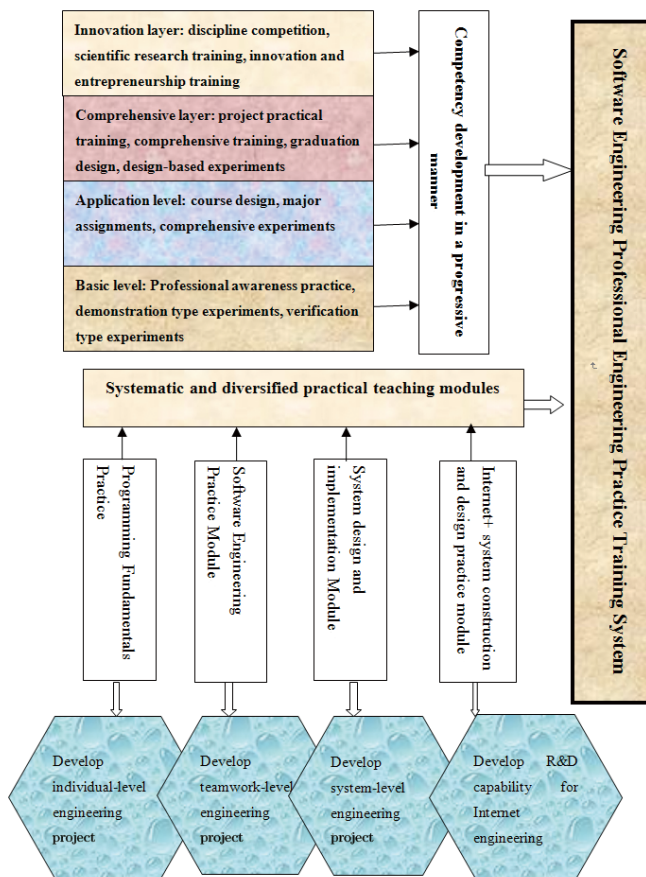 Innovation layer: discipline competition,
scientific research training, innovation and
entrepreneurship training
Comprehensive layer: project practical
training, comprehensive training, graduation
design, design-based experiments
Application level: course design, major
assignments, comprehensive experiments
Basic level: Professional awareness practice,
demonstration type experiments, verification
type experiments
Competency development in a progressive
manner
Software Engineering Professional Engineering Practice Training System
Systematic and diversified practical teaching modules
Programming Fundamentals
Practice
Software Engineering
Practice Module
System design and
implementation Module
Internet+ system construction
and design practice module
Develop
individual-level
engineering
project
Develop
teamwork-level
engineering
project
Develop
system-level
engineering
project
Develop R&D
capability for
Internet
engineering